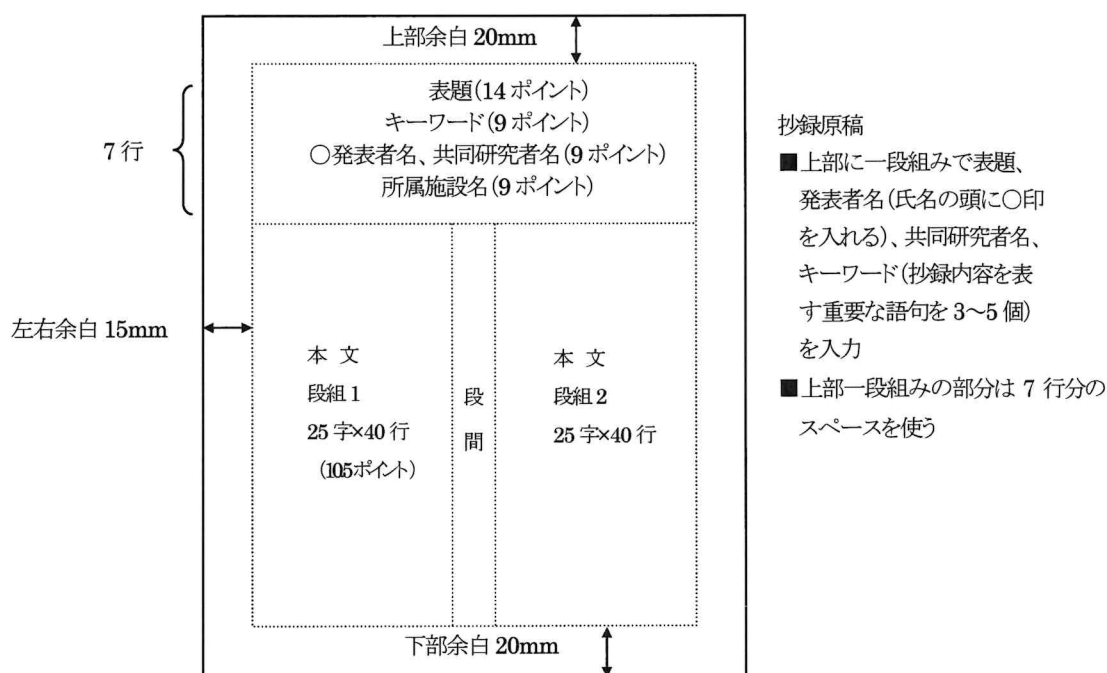 上部余白 20mm
表題(14 ポイント)
キーワード(9 ポイント)
〇発表者名、共同研究者名(9 ポイント)
所属施設名(9 ポイント)
7 行
左右余白 15mm
本 文
段組 1
25 字×40 行
(105ポイント)
段
間
本 文
段組 2
25 字×40 行
下部余白 20mm
抄録原稿
■上部に一段組みで表題、
発表者名(氏名の頭に〇印
を入れる)、共同研究者名、
キーワード(抄録内容を表
す重要な語句を 3〜5 個)
を入力
■上部一段組みの部分は 7 行分の
スペースを使う